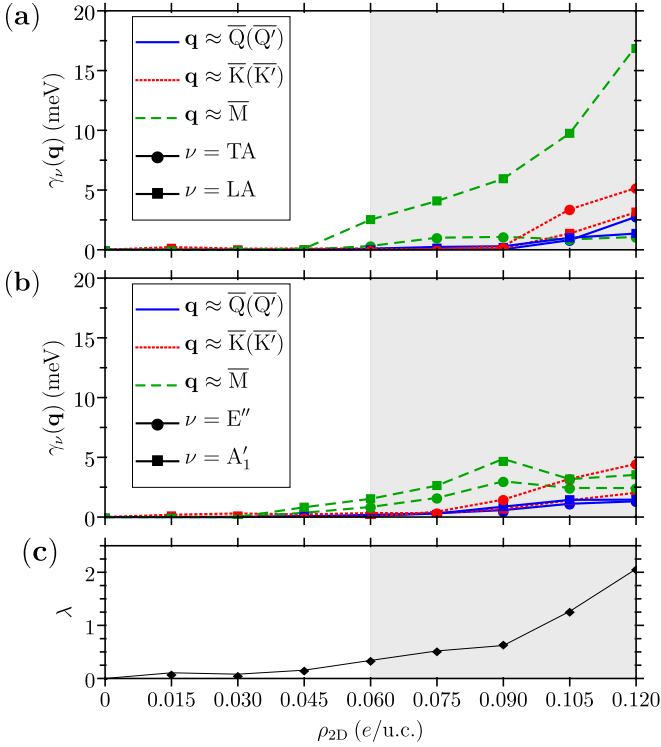 (a)
20
15
10
5
0
γν(q) (meV)
q ≈ Q̅(Q̅′)
q ≈ K̅(K̅′)
q ≈ M̅
ν = TA
ν = LA
(b)
20
15
10
5
0
γν(q) (meV)
q ≈ Q̅(Q̅′)
q ≈ K̅(K̅′)
q ≈ M̅
ν = E″
ν = A′₁
(c)
2
1
0
λ
0 0.015 0.030 0.045 0.060 0.075 0.090 0.105 0.120
ρ2D (e/u.c.)